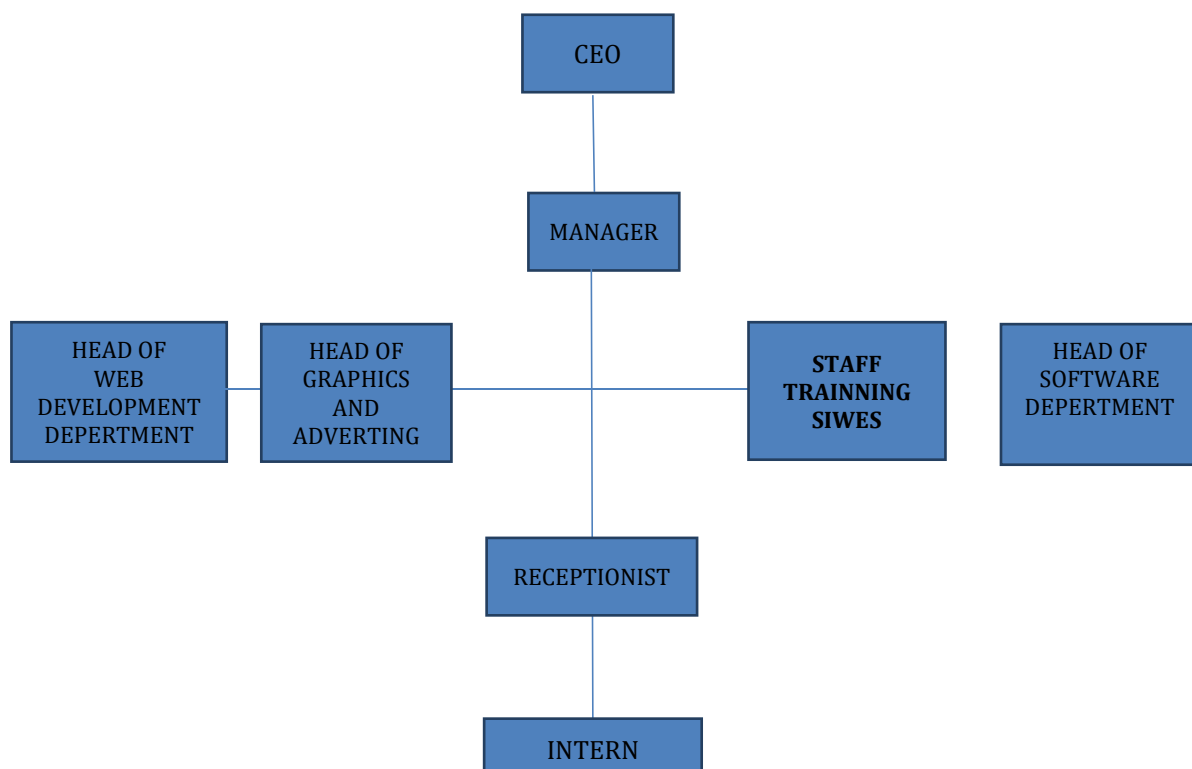 CEO
MANAGER
HEAD OF
WEB
DEVELOPMENT
DEPERTMENT
HEAD OF
GRAPHICS
AND
ADVERTING
STAFF
TRAINNING
SIWES
HEAD OF
SOFTWARE
DEPERTMENT
RECEPTIONIST
INTERN